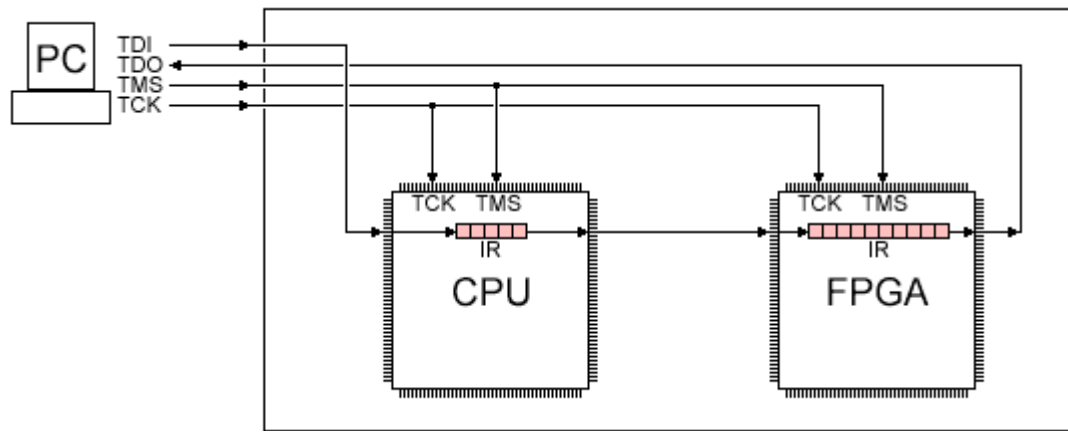 PC
TDI
TDO
TMS
TCK
TCK TMS
IR
CPU
TCK TMS
IR
FPGA